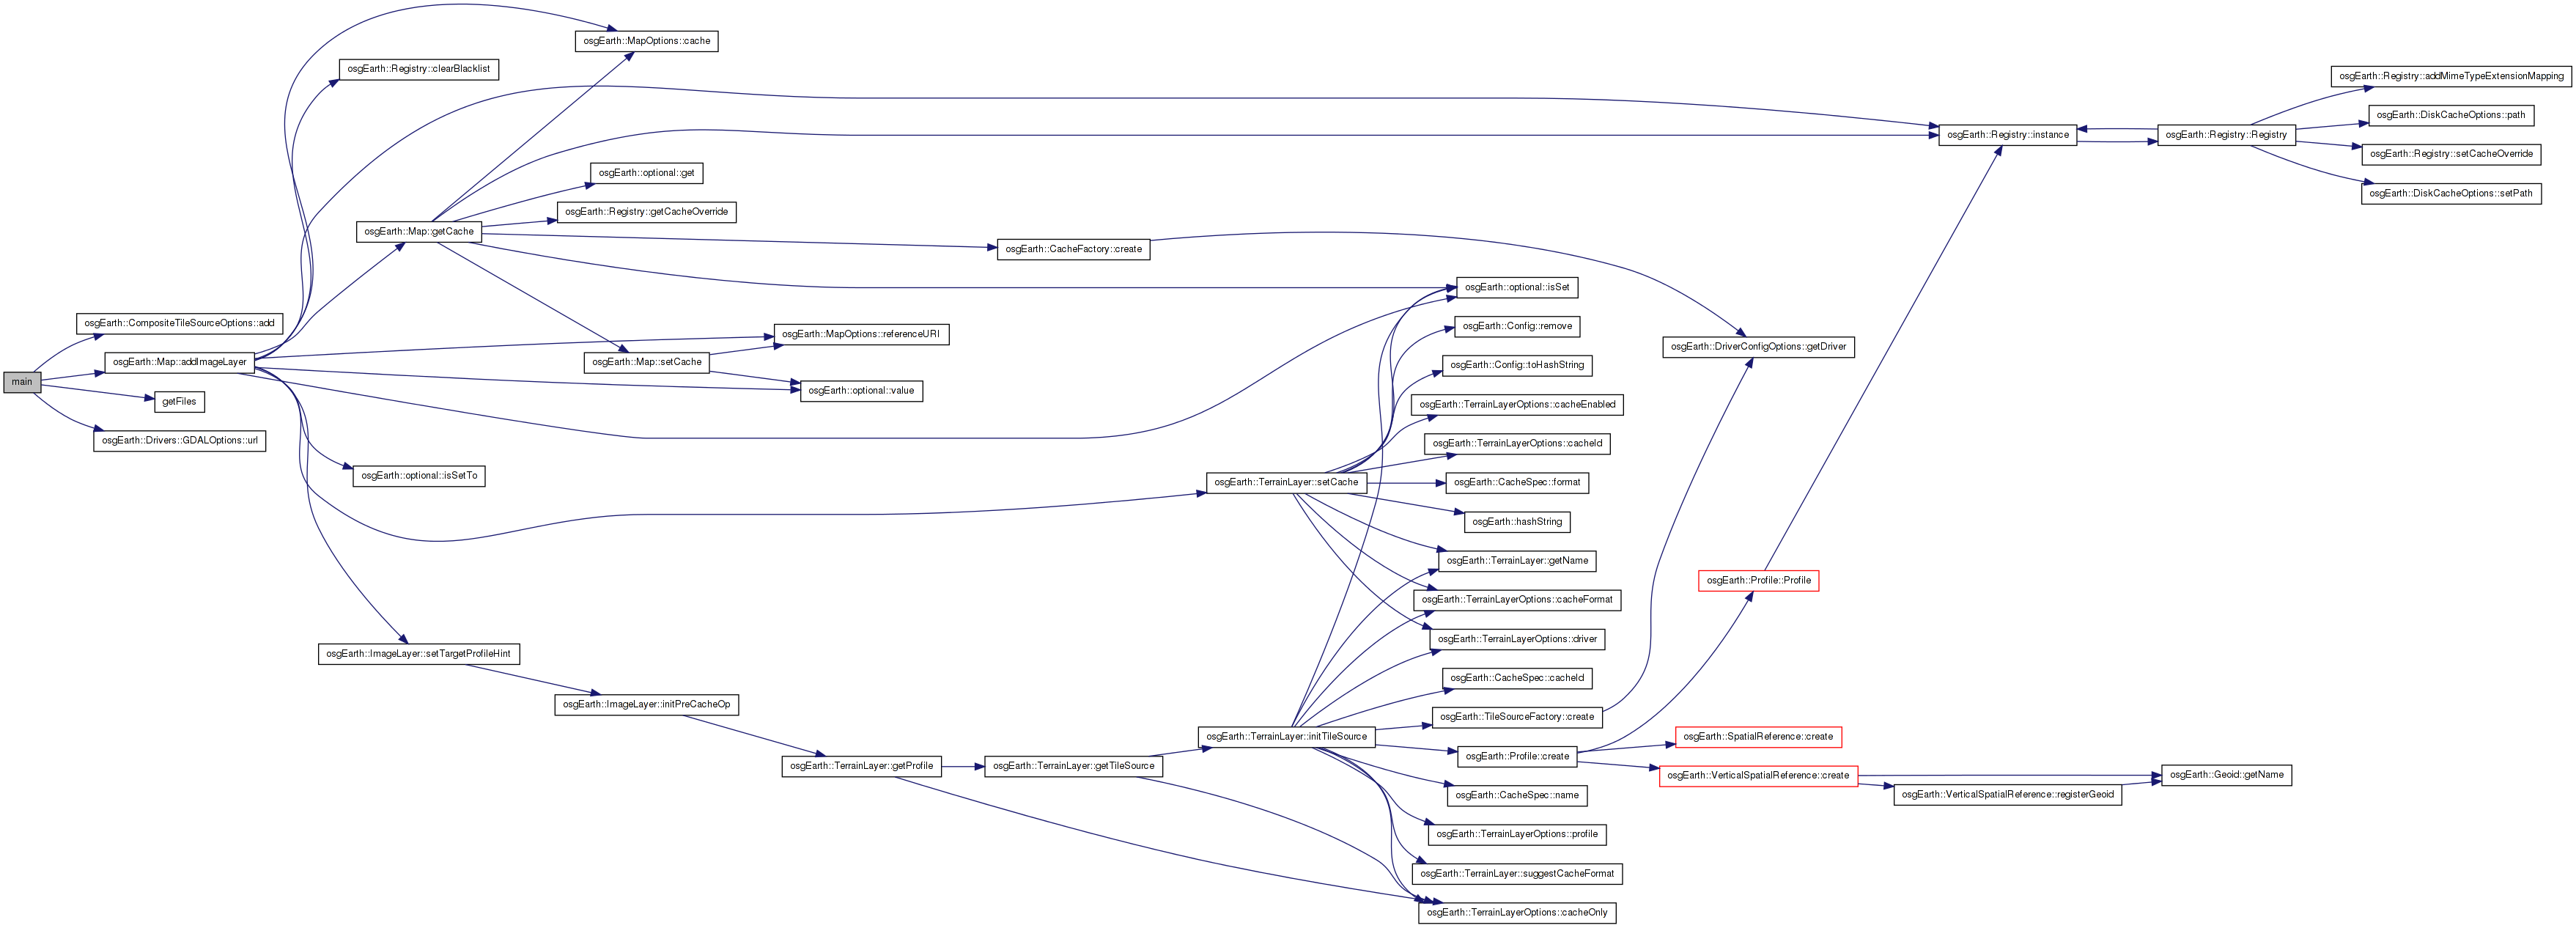 main
osgEarth::CompositeTileSourceOptions::add
osgEarth::Map::addImageLayer
getFiles
osgEarth::Drivers::GDALOptions::url
osgEarth::Registry::clearBlacklist
osgEarth::Map::getCache
osgEarth::optional::isSetTo
osgEarth::ImageLayer::setTargetProfileHint
osgEarth::MapOptions::cache
osgEarth::optional::get
osgEarth::Registry::getCacheOverride
osgEarth::Map::setCache
osgEarth::ImageLayer::initPreCacheOp
osgEarth::MapOptions::referenceURI
osgEarth::optional::value
osgEarth::TerrainLayer::getProfile
osgEarth::CacheFactory::create
osgEarth::TerrainLayer::getTileSource
osgEarth::TerrainLayer::setCache
osgEarth::TerrainLayer::initTileSource
osgEarth::optional::isSet
osgEarth::Config::remove
osgEarth::Config::toHashString
osgEarth::TerrainLayerOptions::cacheEnabled
osgEarth::TerrainLayerOptions::cacheId
osgEarth::CacheSpec::format
osgEarth::hashString
osgEarth::TerrainLayer::getName
osgEarth::TerrainLayerOptions::cacheFormat
osgEarth::TerrainLayerOptions::driver
osgEarth::CacheSpec::cacheId
osgEarth::TileSourceFactory::create
osgEarth::Profile::create
osgEarth::CacheSpec::name
osgEarth::TerrainLayerOptions::profile
osgEarth::TerrainLayer::suggestCacheFormat
osgEarth::TerrainLayerOptions::cacheOnly
osgEarth::DriverConfigOptions::getDriver
osgEarth::Profile::Profile
osgEarth::SpatialReference::create
osgEarth::VerticalSpatialReference::create
osgEarth::Registry::instance
osgEarth::VerticalSpatialReference::registerGeoid
osgEarth::Registry::Registry
osgEarth::Geoid::getName
osgEarth::Registry::addMimeTypeExtensionMapping
osgEarth::DiskCacheOptions::path
osgEarth::Registry::setCacheOverride
osgEarth::DiskCacheOptions::setPath